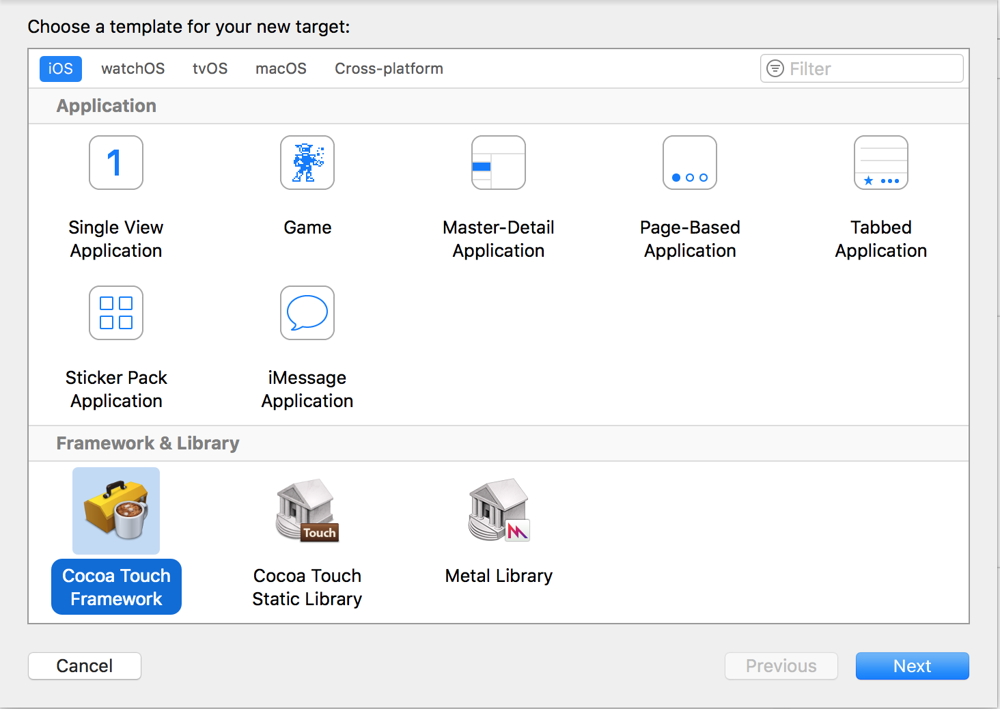 Choose a template for your new target:
iOS watchOS tvOS macOS Cross-platform Filter
Application
1
Single View Application
Game
Master-Detail Application
Page-Based Application
Tabbed Application
Sticker Pack Application
iMessage Application
Framework & Library
Touch
Cocoa Touch Framework
Cocoa Touch Static Library
Metal Library
Cancel Previous Next